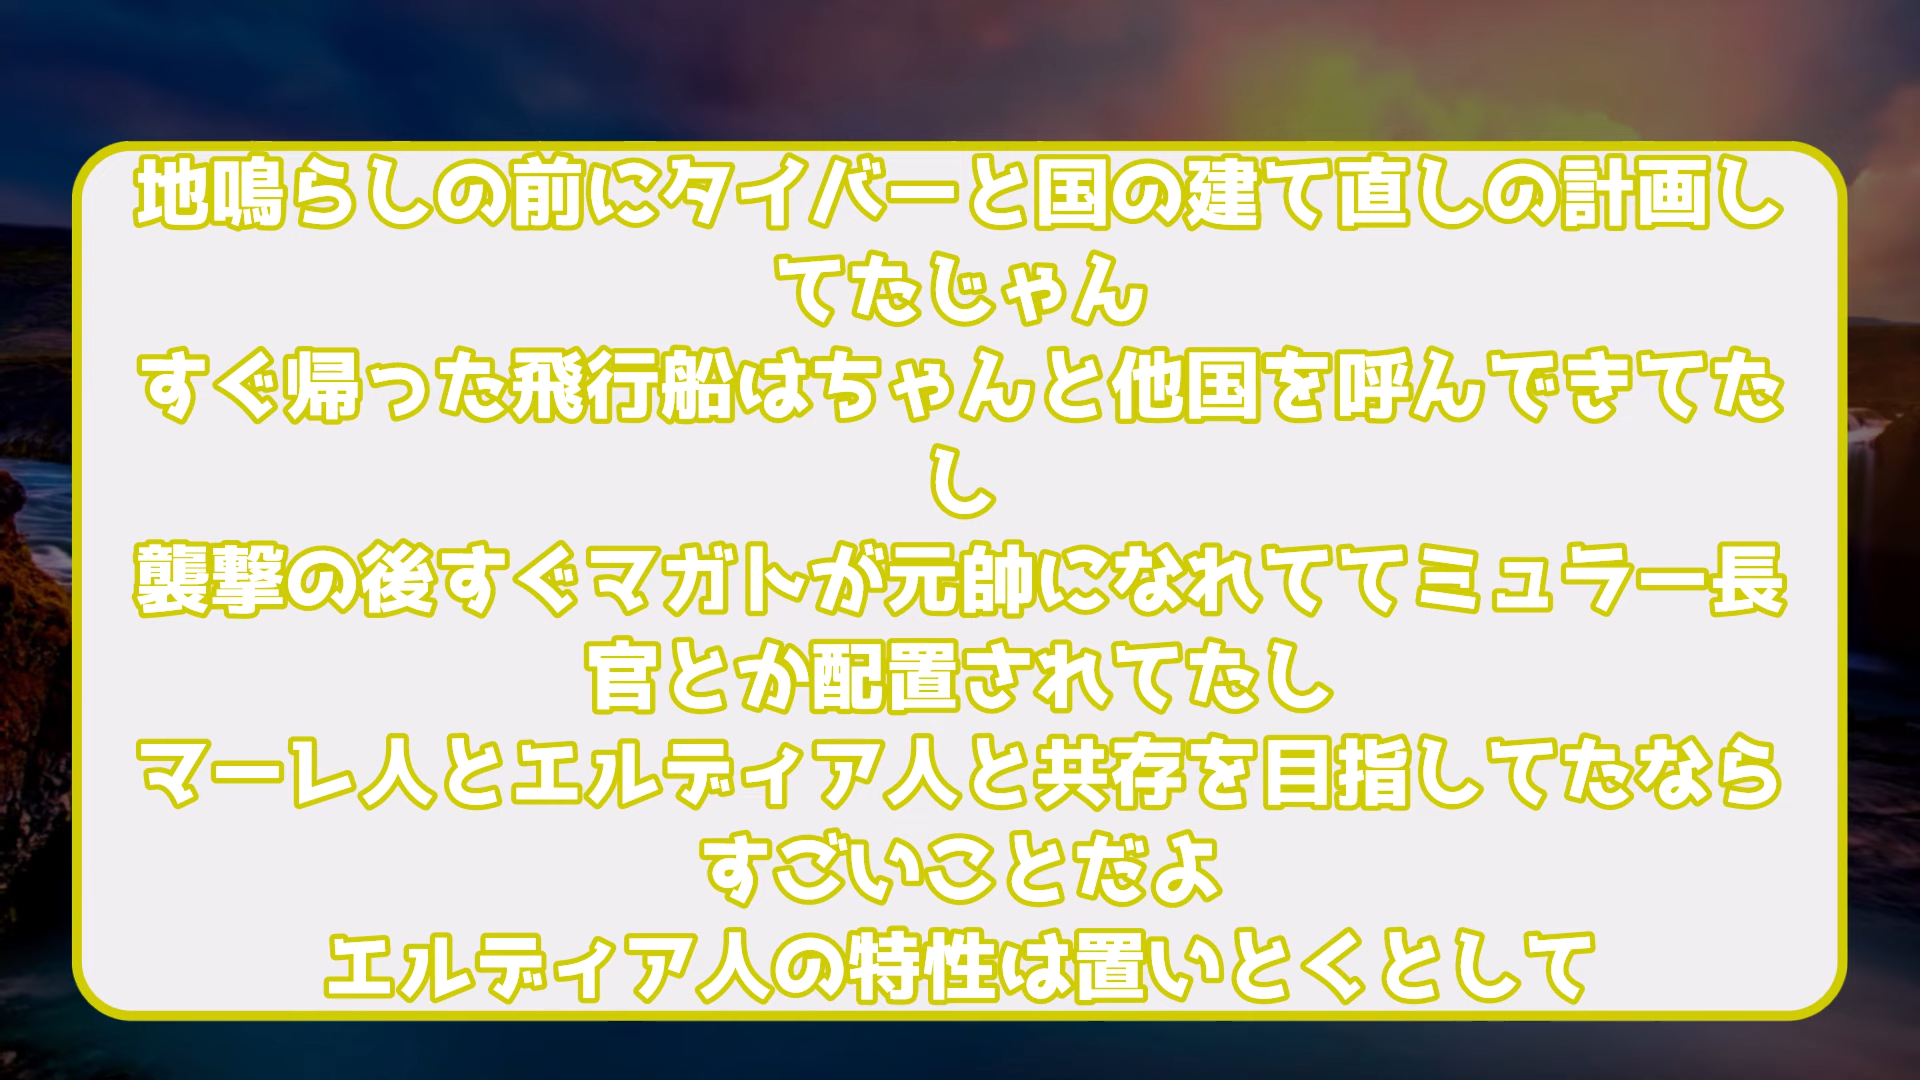 地鳴らしの前にタイバーと国の建て直しの計画し
てたじゃん
すぐ帰った飛行船はちゃんと他国を呼んできてた
し
襲撃の後すぐマガトが元帥になれててミュラー長
官とか配置されてたし
マーレ人とエルディア人と共存を目指してたなら
すごいことだよ
エルディア人の特性は置いとくとして